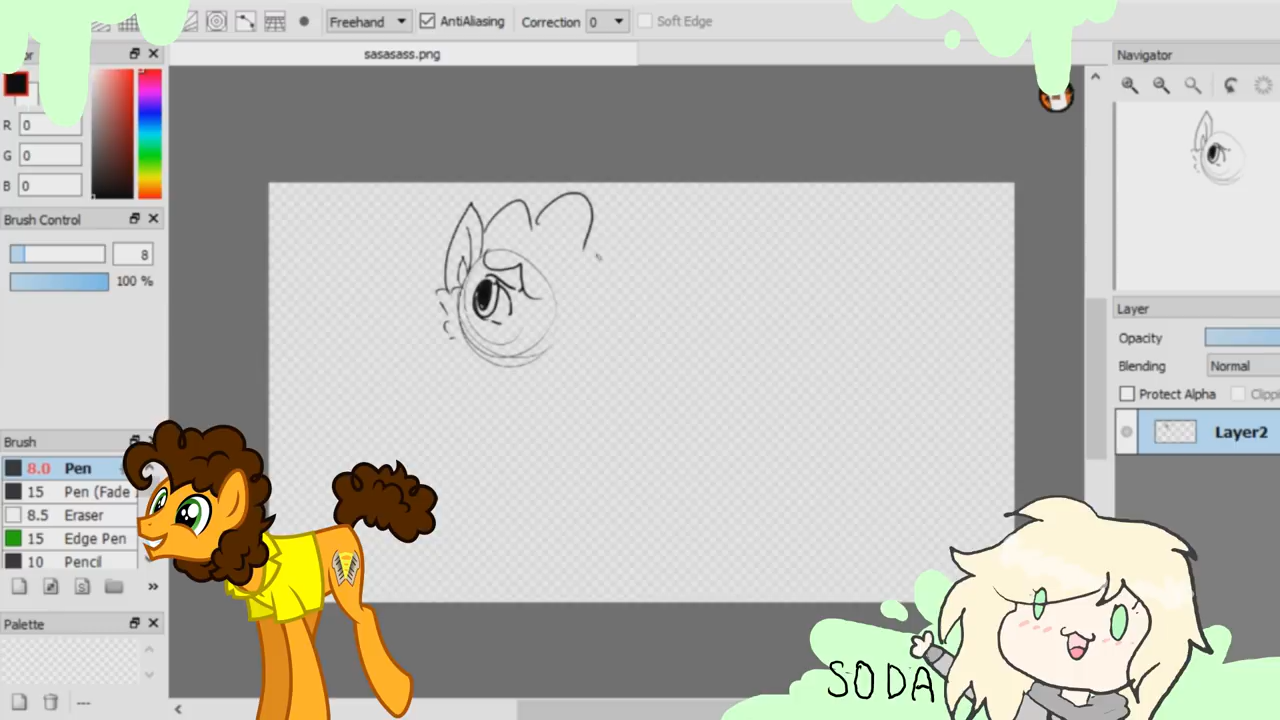 Freehand AntiAliasing Correction 0 Soft Edge
sasasass.png
Navigator
R 0
G 0
B 0
Brush Control
8
100 %
Layer
Opacity
Blending Normal
Protect Alpha
Layer2
Brush
8.0 Pen
15 Pen (Fade
8.5 Eraser
15 Edge Pen
10 Pencil
Palette
---
SODA